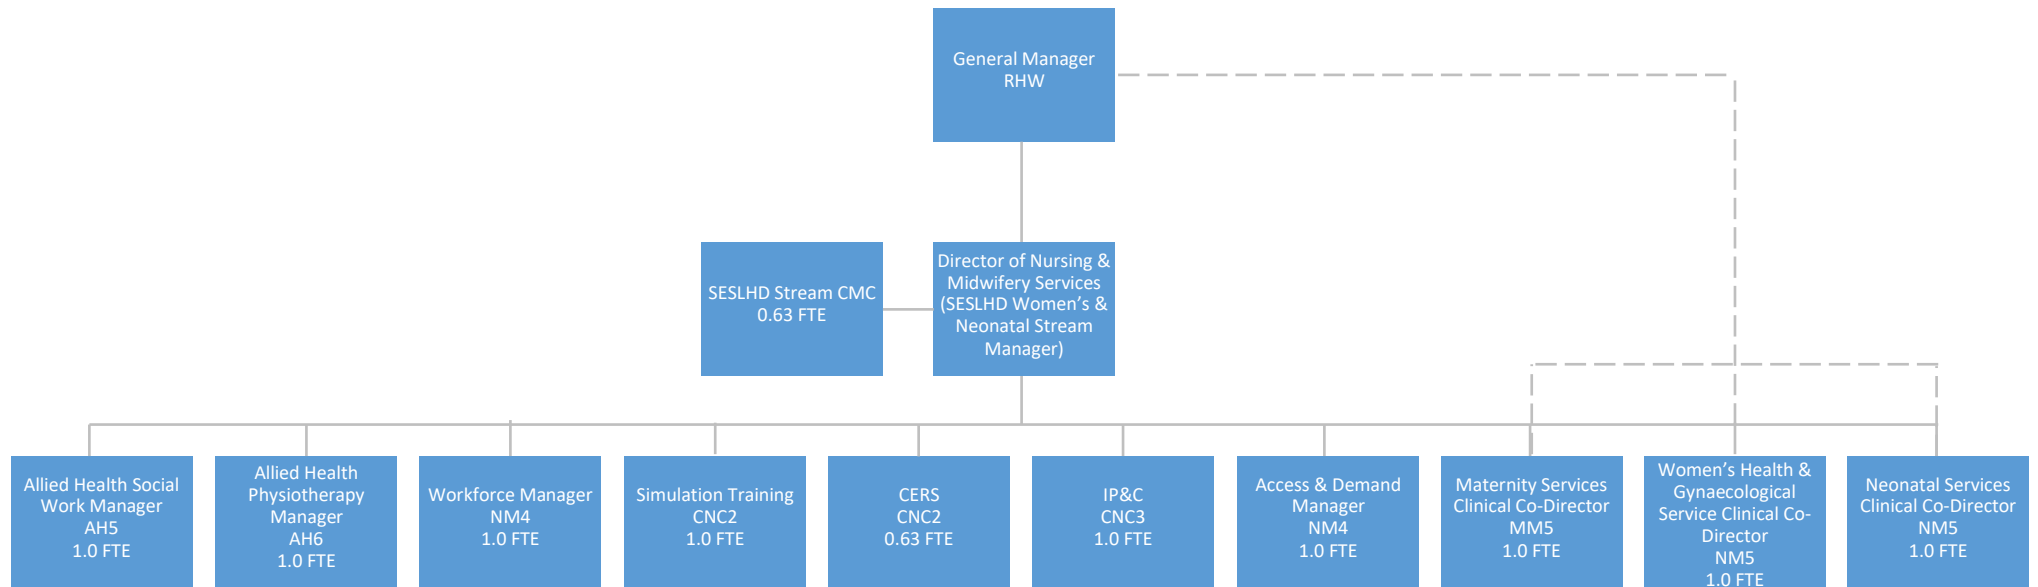 General Manager
RHW
SESLHD Stream CMC
0.63 FTE
Director of Nursing &
Midwifery Services
(SESLHD Women's &
Neonatal Stream
Manager)
Allied Health Social
Work Manager
AH5
1.0 FTE
Allied Health
Physiotherapy
Manager
AH6
1.0 FTE
Workforce Manager
NM4
1.0 FTE
Simulation Training
CNC2
1.0 FTE
CERS
CNC2
0.63 FTE
IP&C
CNC3
1.0 FTE
Access & Demand
Manager
NM4
1.0 FTE
Maternity Services
Clinical Co-Director
MM5
1.0 FTE
Women's Health &
Gynaecological
Service Clinical Co-
Director
NM5
1.0 FTE
Neonatal Services
Clinical Co-Director
NM5
1.0 FTE